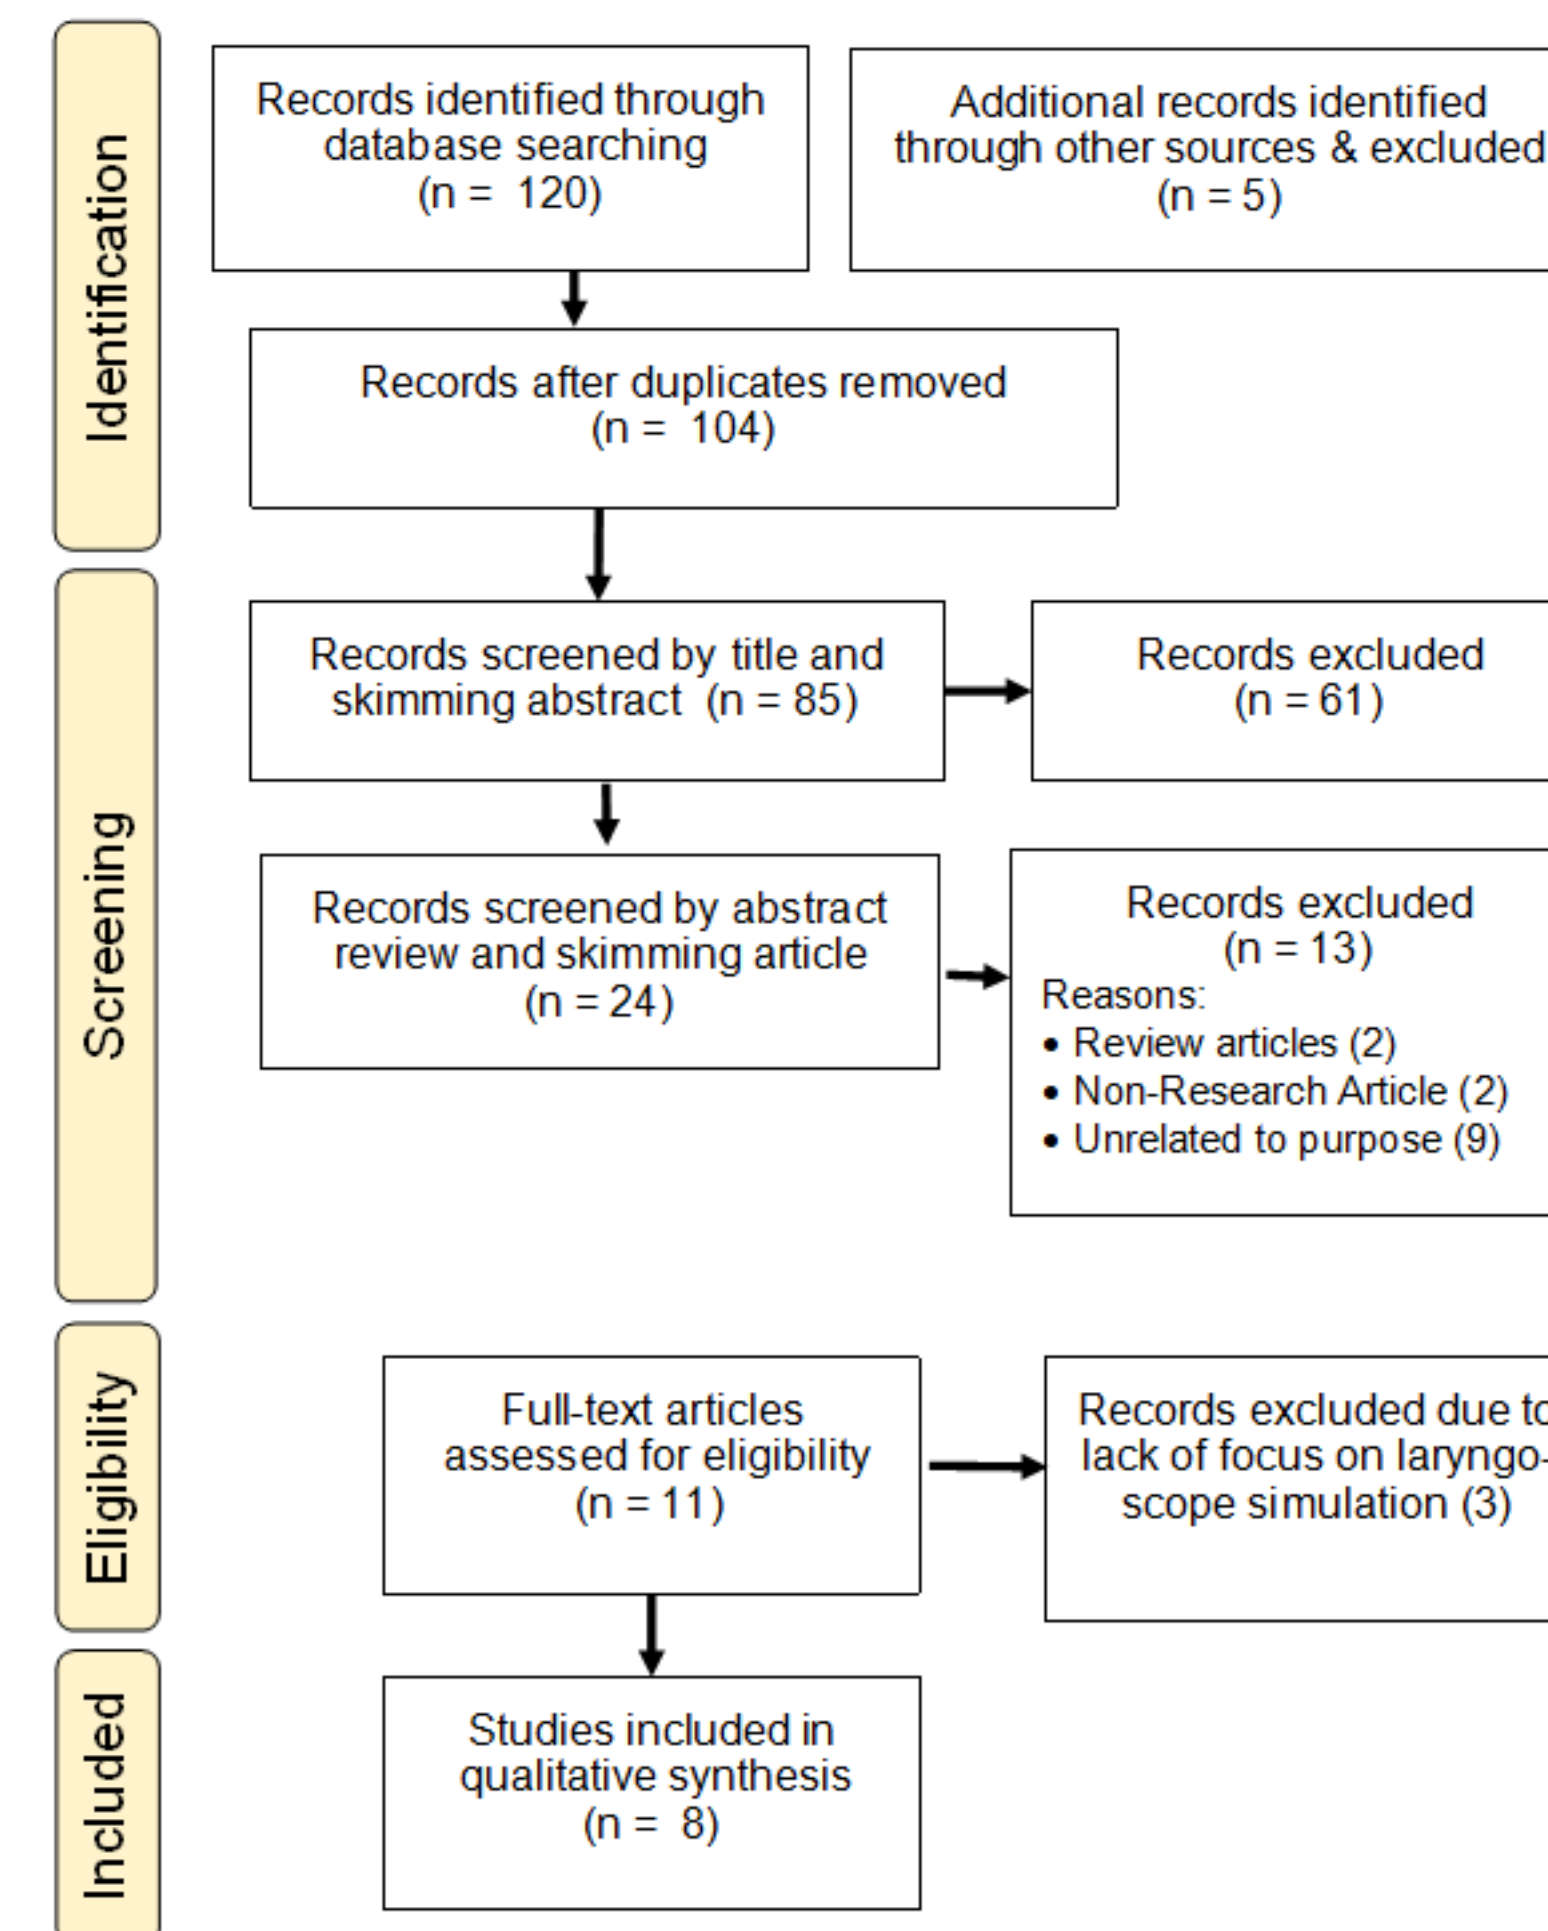 Identification
Records identified through
database searching
(n = 120)
Additional records identified
through other sources & excluded
(n = 5)
Records after duplicates removed
(n = 104)
Screening
Records screened by title and
skimming abstract (n = 85)
Records excluded
(n = 61)
Records screened by abstract
review and skimming article
(n = 24)
Records excluded
(n = 13)
Reasons:
• Review articles (2)
• Non-Research Article (2)
• Unrelated to purpose (9)
Eligibility
Full-text articles
assessed for eligibility
(n = 11)
Records excluded due to
lack of focus on laryngo-
scope simulation (3)
Included
Studies included in
qualitative synthesis
(n = 8)